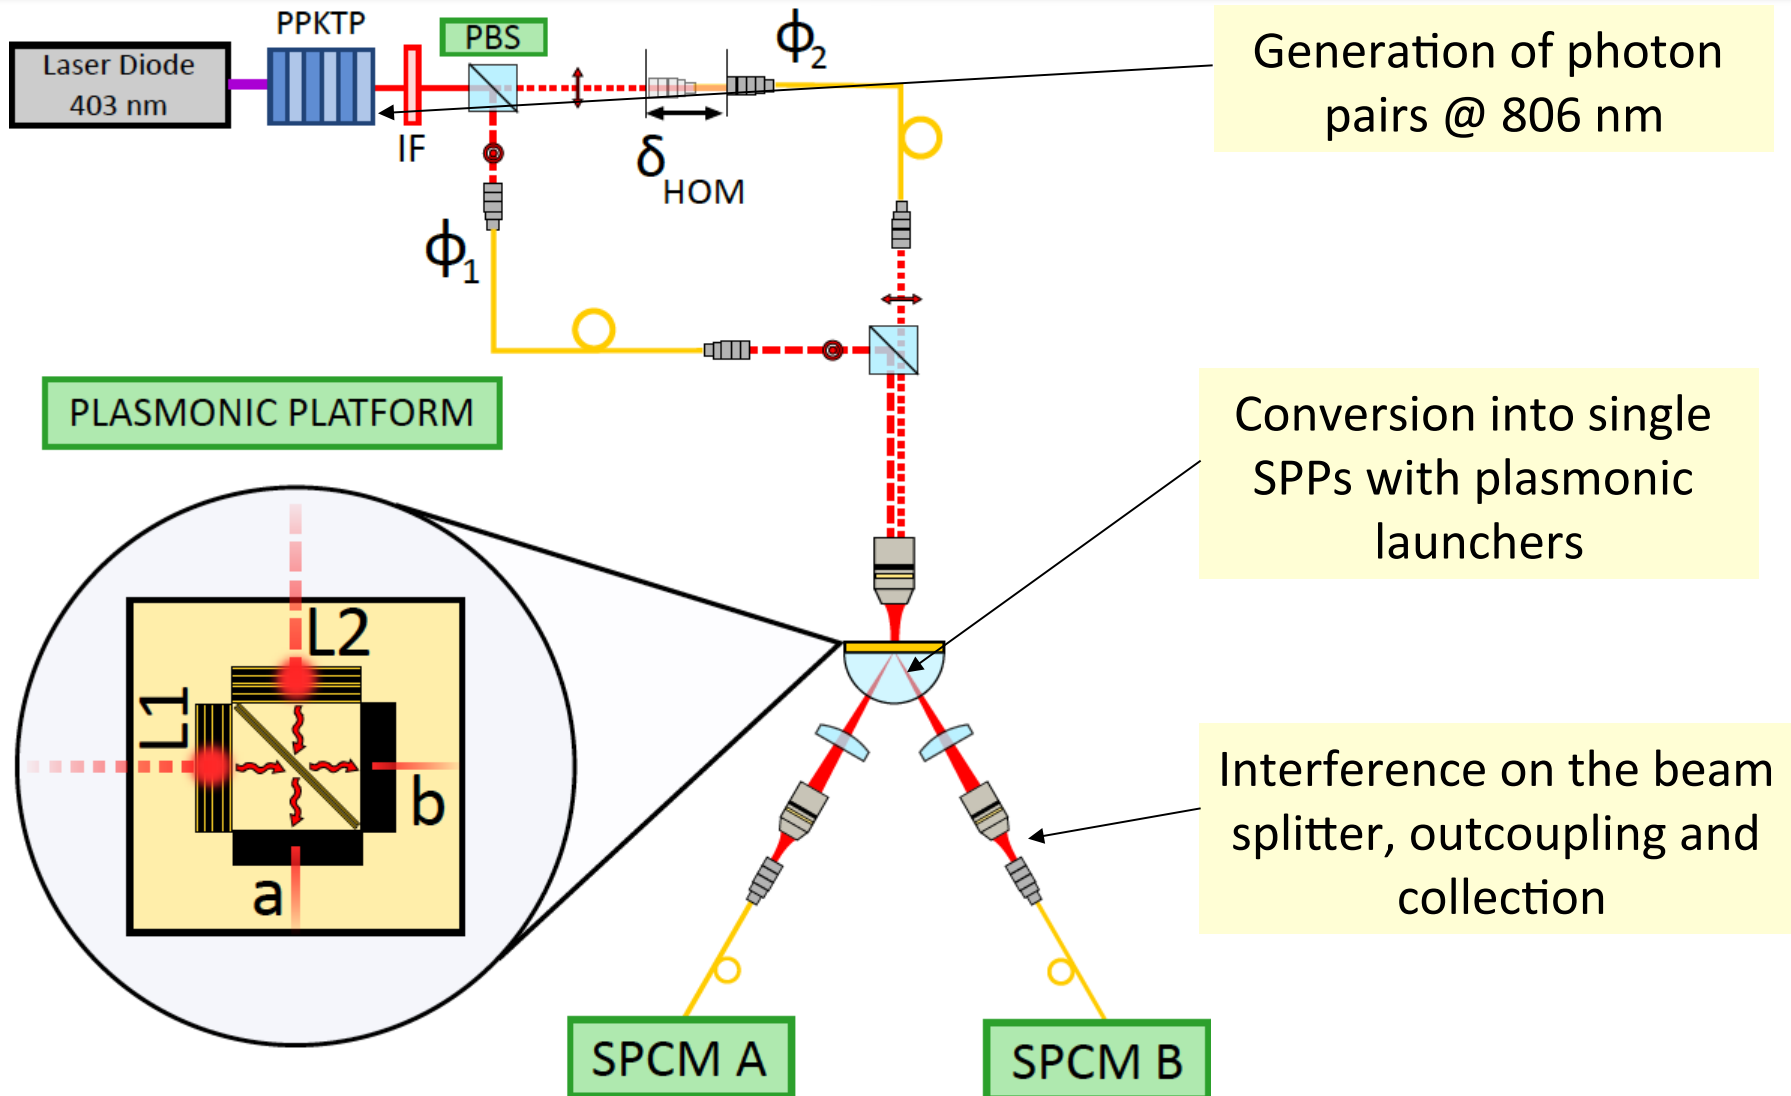 PPKTP
PBS
ϕ2
Laser Diode
403 nm
IF
δHOM
ϕ1
Generation of photon
pairs @ 806 nm
PLASMONIC PLATFORM
Conversion into single
SPPs with plasmonic
launchers
L2
L1
b
a
Interference on the beam
splitter, outcoupling and
collection
SPCM A
SPCM B